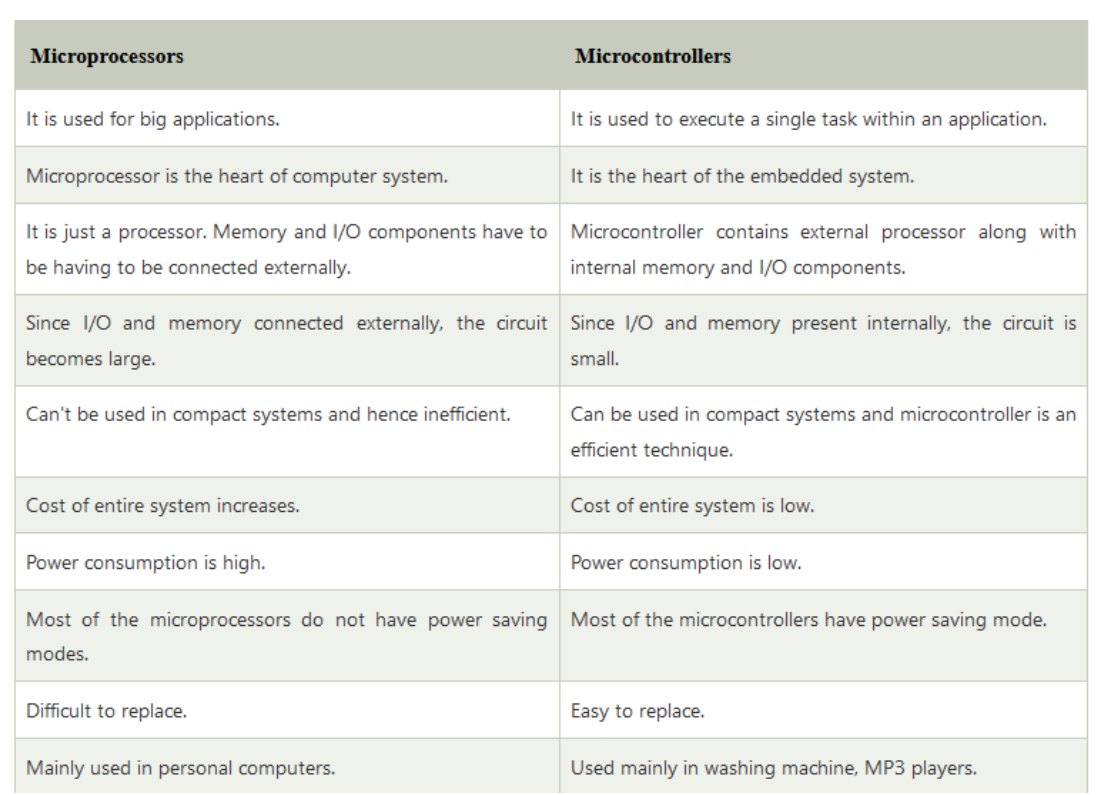 Microprocessors
Microcontrollers
It is used for big applications.
It is used to execute a single task within an application.
Microprocessor is the heart of computer system.
It is the heart of the embedded system.
It is just a processor. Memory and I/O components have to
be having to be connected externally.
Microcontroller contains external processor along with
internal memory and I/O components.
Since I/O and memory connected externally, the circuit
becomes large.
Since I/O and memory present internally, the circuit is
small.
Can't be used in compact systems and hence inefficient.
Can be used in compact systems and microcontroller is an
efficient technique.
Cost of entire system increases.
Cost of entire system is low.
Power consumption is high.
Power consumption is low.
Most of the microprocessors do not have power saving
modes.
Most of the microcontrollers have power saving mode.
Difficult to replace.
Easy to replace.
Mainly used in personal computers.
Used mainly in washing machine, MP3 players.